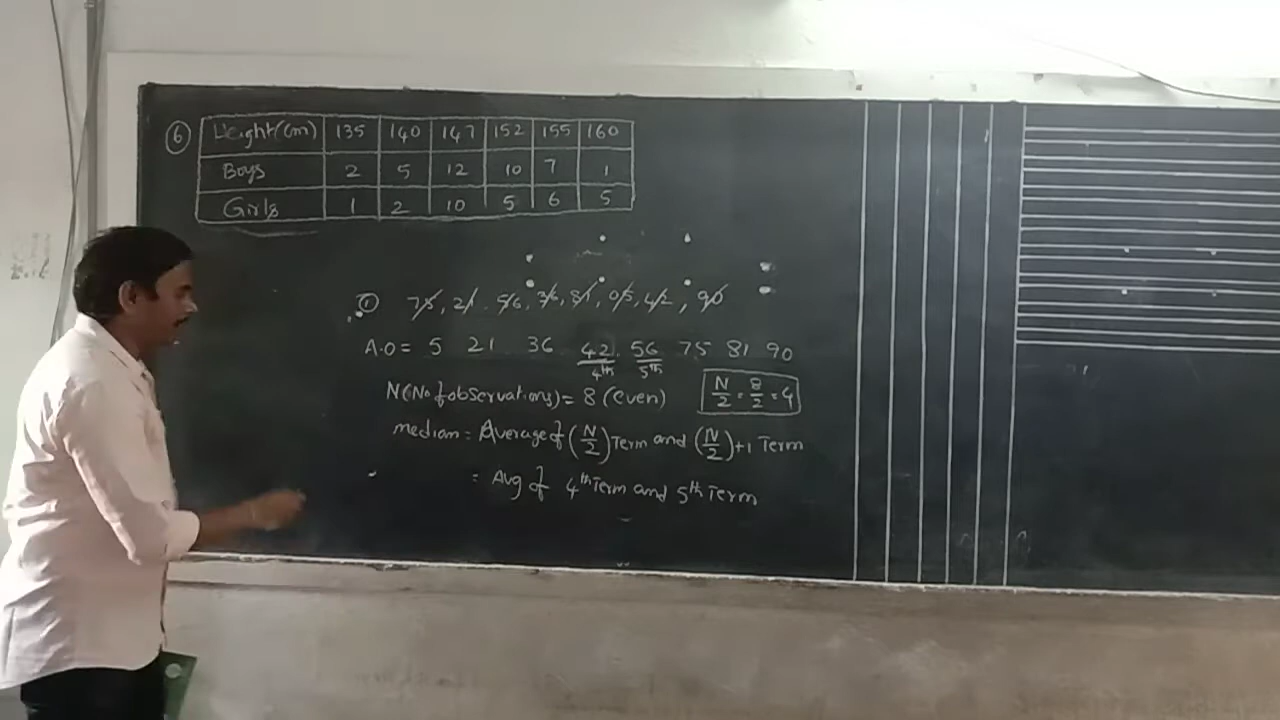 6 Height(cm) 135 140 147 152 155 160
Boys 2 5 12 10 7 1
Girls 1 2 10 5 6 5
① 75, 21, 56, 36, 81, 05, 42, 90
A.O = 5 21 36 42 56 75 81 90
4th 5th
N(No of observations) = 8 (even) N/2 = 8/2 = 4
median = Average of (N/2) Term and (N/2)+1 Term
= Avg of 4th Term and 5th Term